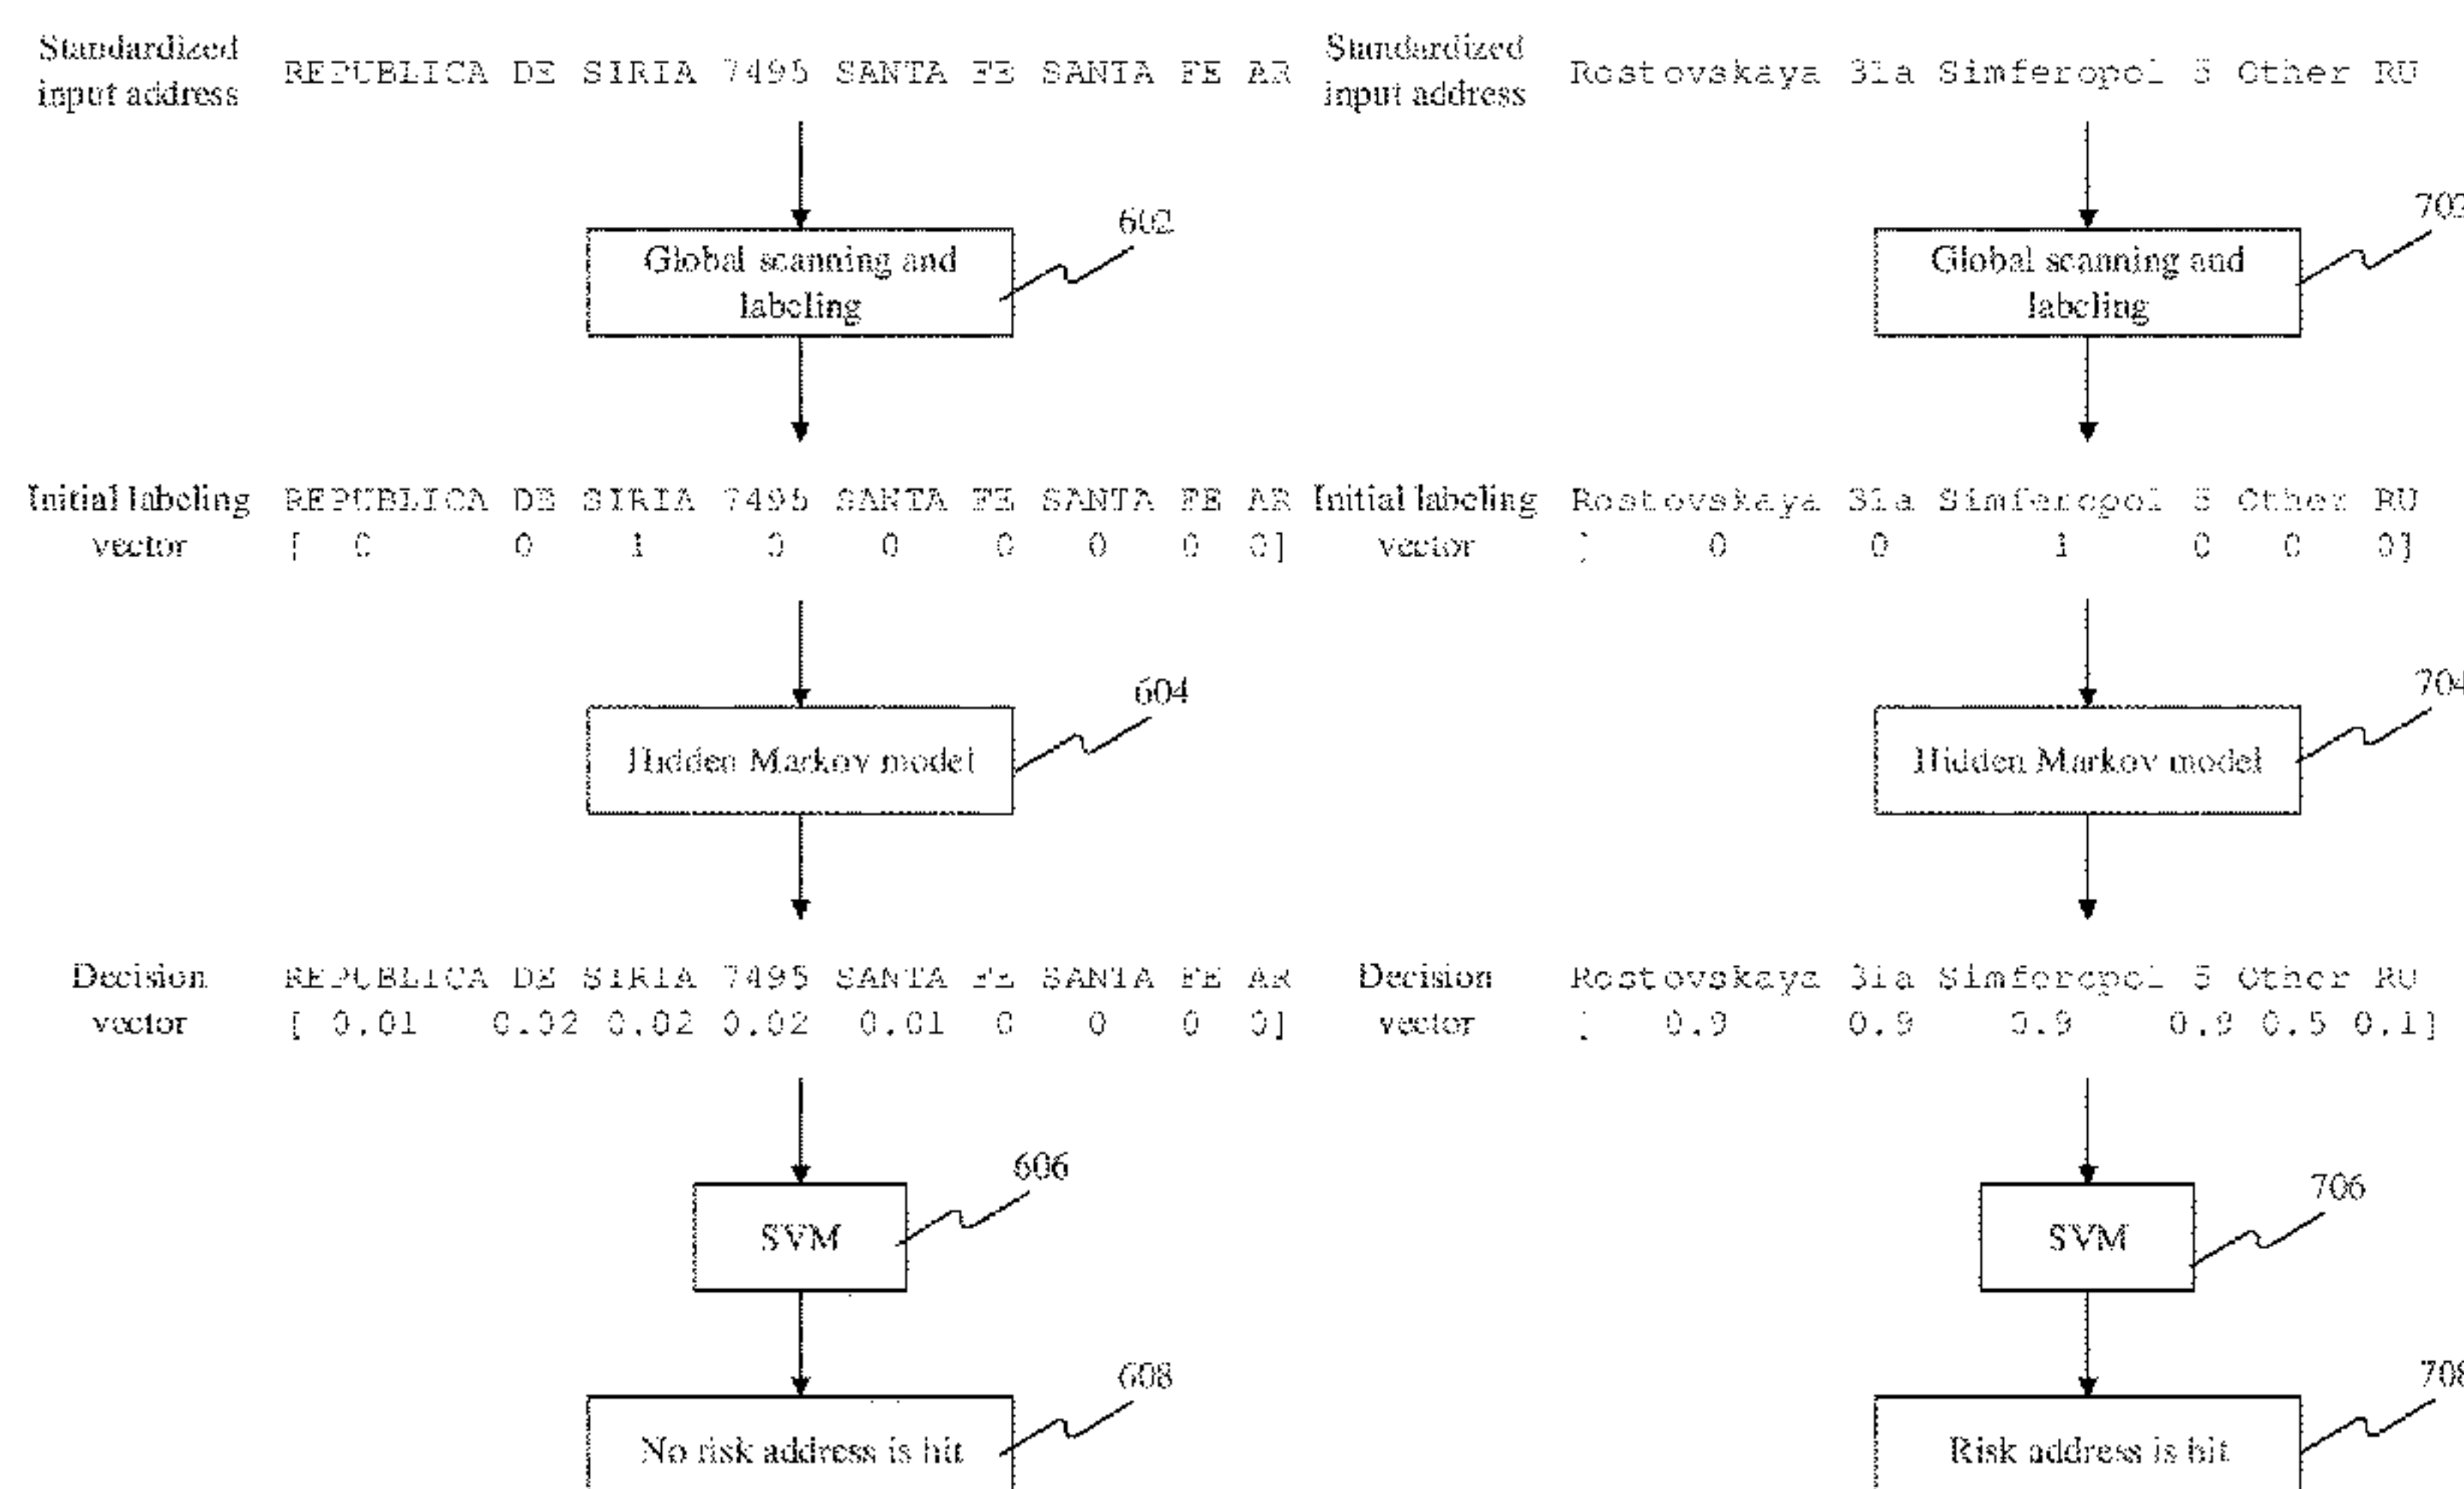 Standardized
input address
REPUBLICA DE SIRIA 7495 SANTA FE SANTA FE AR
602
Global scanning and
labeling
Initial labeling
vector
REPUBLICA DE SIRIA 7495 SANTA FE SANTA FE AR
[ 0 0 1 0 0 0 0 0 0]
604
Hidden Markov model
Decision
vector
REPUBLICA DE SIRIA 7495 SANTA FE SANTA FE AR
[ 0.01 0.02 0.02 0.02 0.01 0 0 0 0]
606
SVM
608
No risk address is hit
Standardized
input address
Rostovskaya 31a Simferopol 5 Other RU
702
Global scanning and
labeling
Initial labeling
vector
Rostovskaya 31a Simferopol 5 Other RU
[ 0 0 1 0 0 0]
704
Hidden Markov model
Decision
vector
Rostovskaya 31a Simferopol 5 Other RU
[ 0.9 0.9 0.9 0.9 0.5 0.1]
706
SVM
708
Risk address is hit